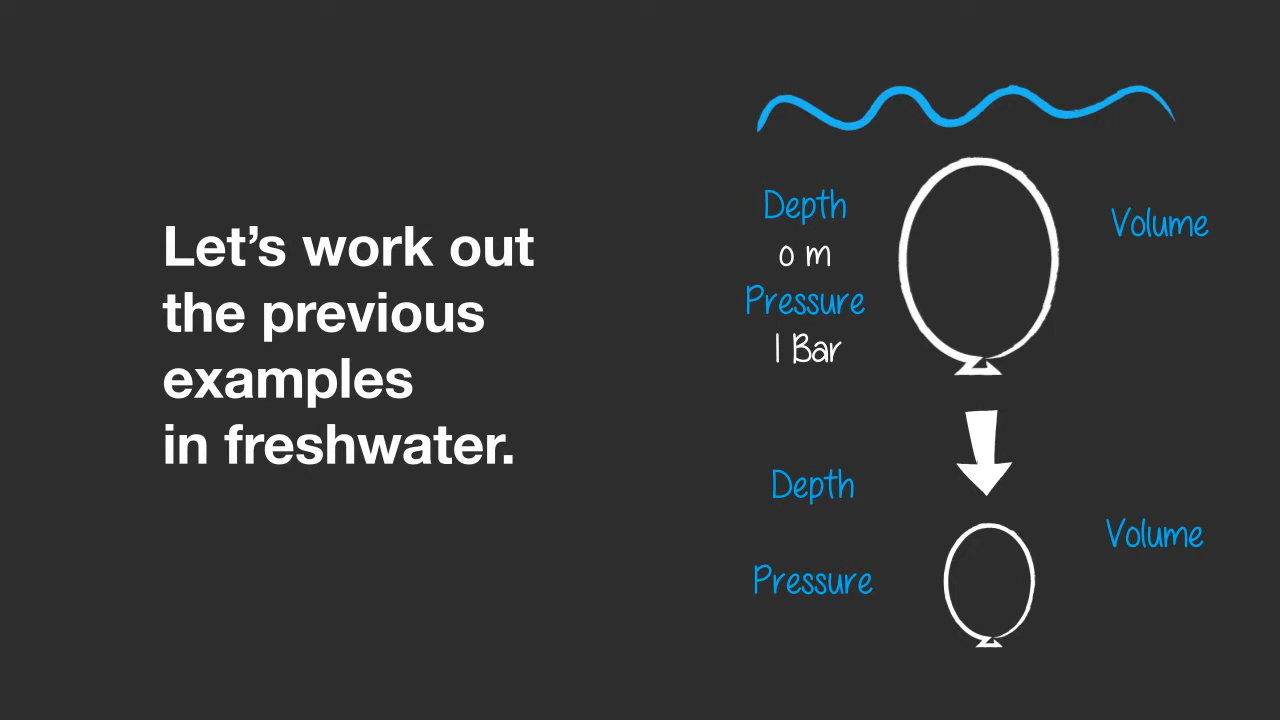 Let’s work out
the previous
examples
in freshwater.
Depth
0 m
Pressure
1 Bar
Volume
Depth
Pressure
Volume